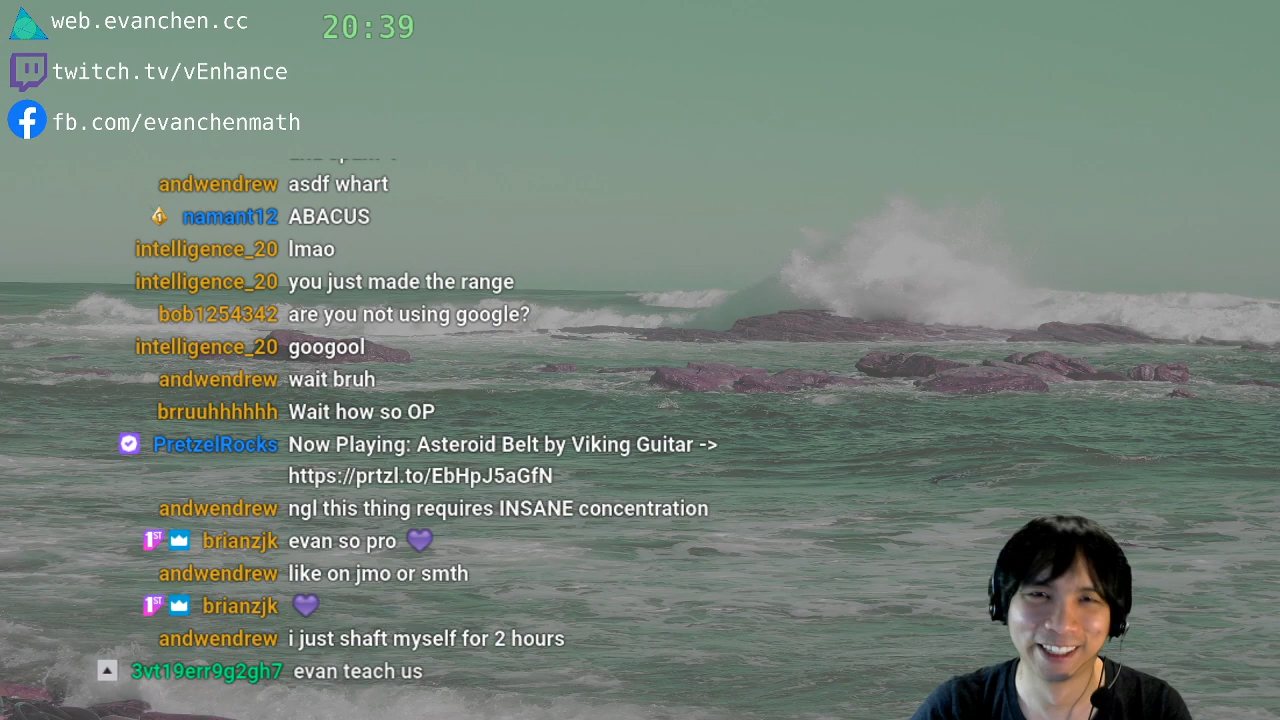 web.evanchen.cc
20:39
twitch.tv/vEnhance
fb.com/evanchenmath
andwendrew asdf whart
namant12 ABACUS
intelligence_20 lmao
intelligence_20 you just made the range
bob1254342 are you not using google?
intelligence_20 googool
andwendrew wait bruh
brruuhhhhhh Wait how so OP
PretzelRocks Now Playing: Asteroid Belt by Viking Guitar ->
https://prtzl.to/EbHpJ5aGfN
andwendrew ngl this thing requires INSANE concentration
1ST brianzjk evan so pro 💜
andwendrew like on jmo or smth
1ST brianzjk 💜
andwendrew i just shaft myself for 2 hours
3vt19err9g2gh7 evan teach us